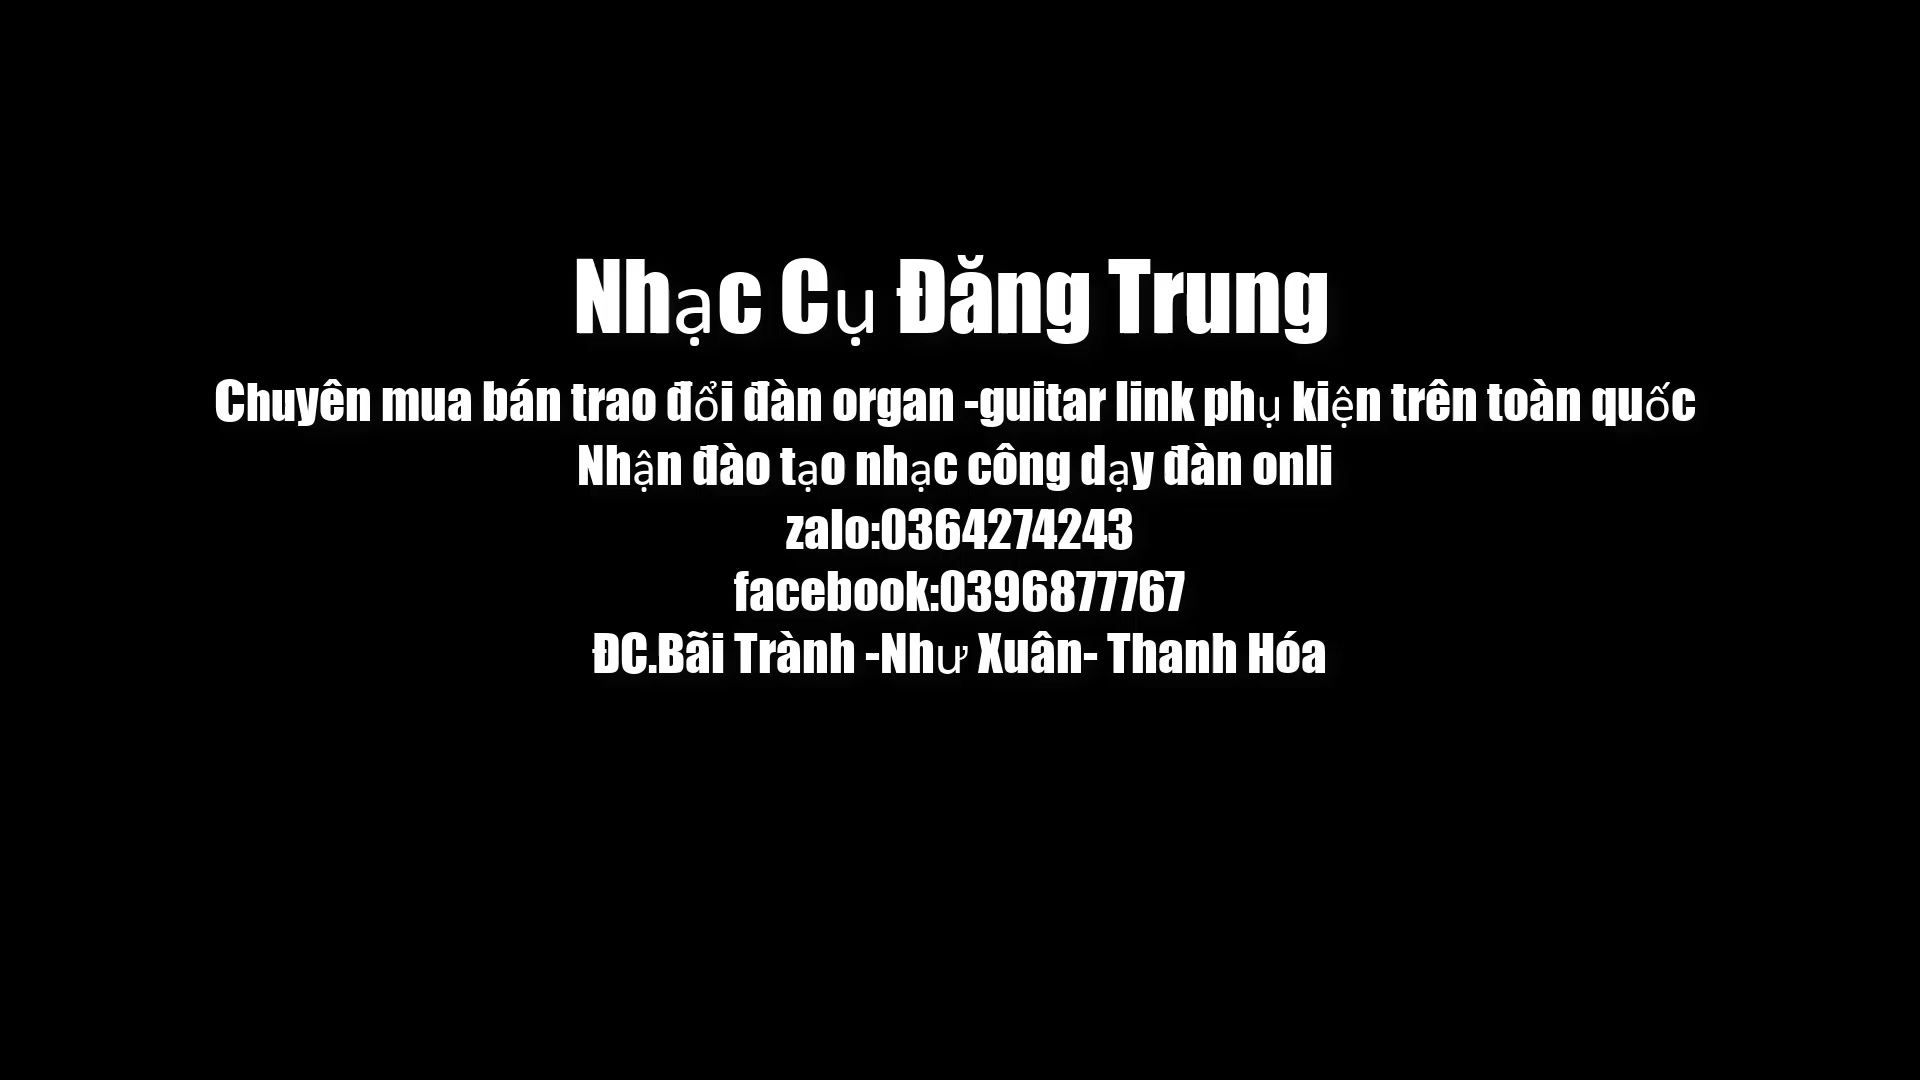 Nhạc Cụ Đăng Trung
Chuyên mua bán trao đổi đàn organ -guitar link phụ kiện trên toàn quốc
Nhận đào tạo nhạc công dạy đàn onli
zalo:0364274243
facebook:0396877767
ĐC.Bãi Trành -Như Xuân- Thanh Hóa